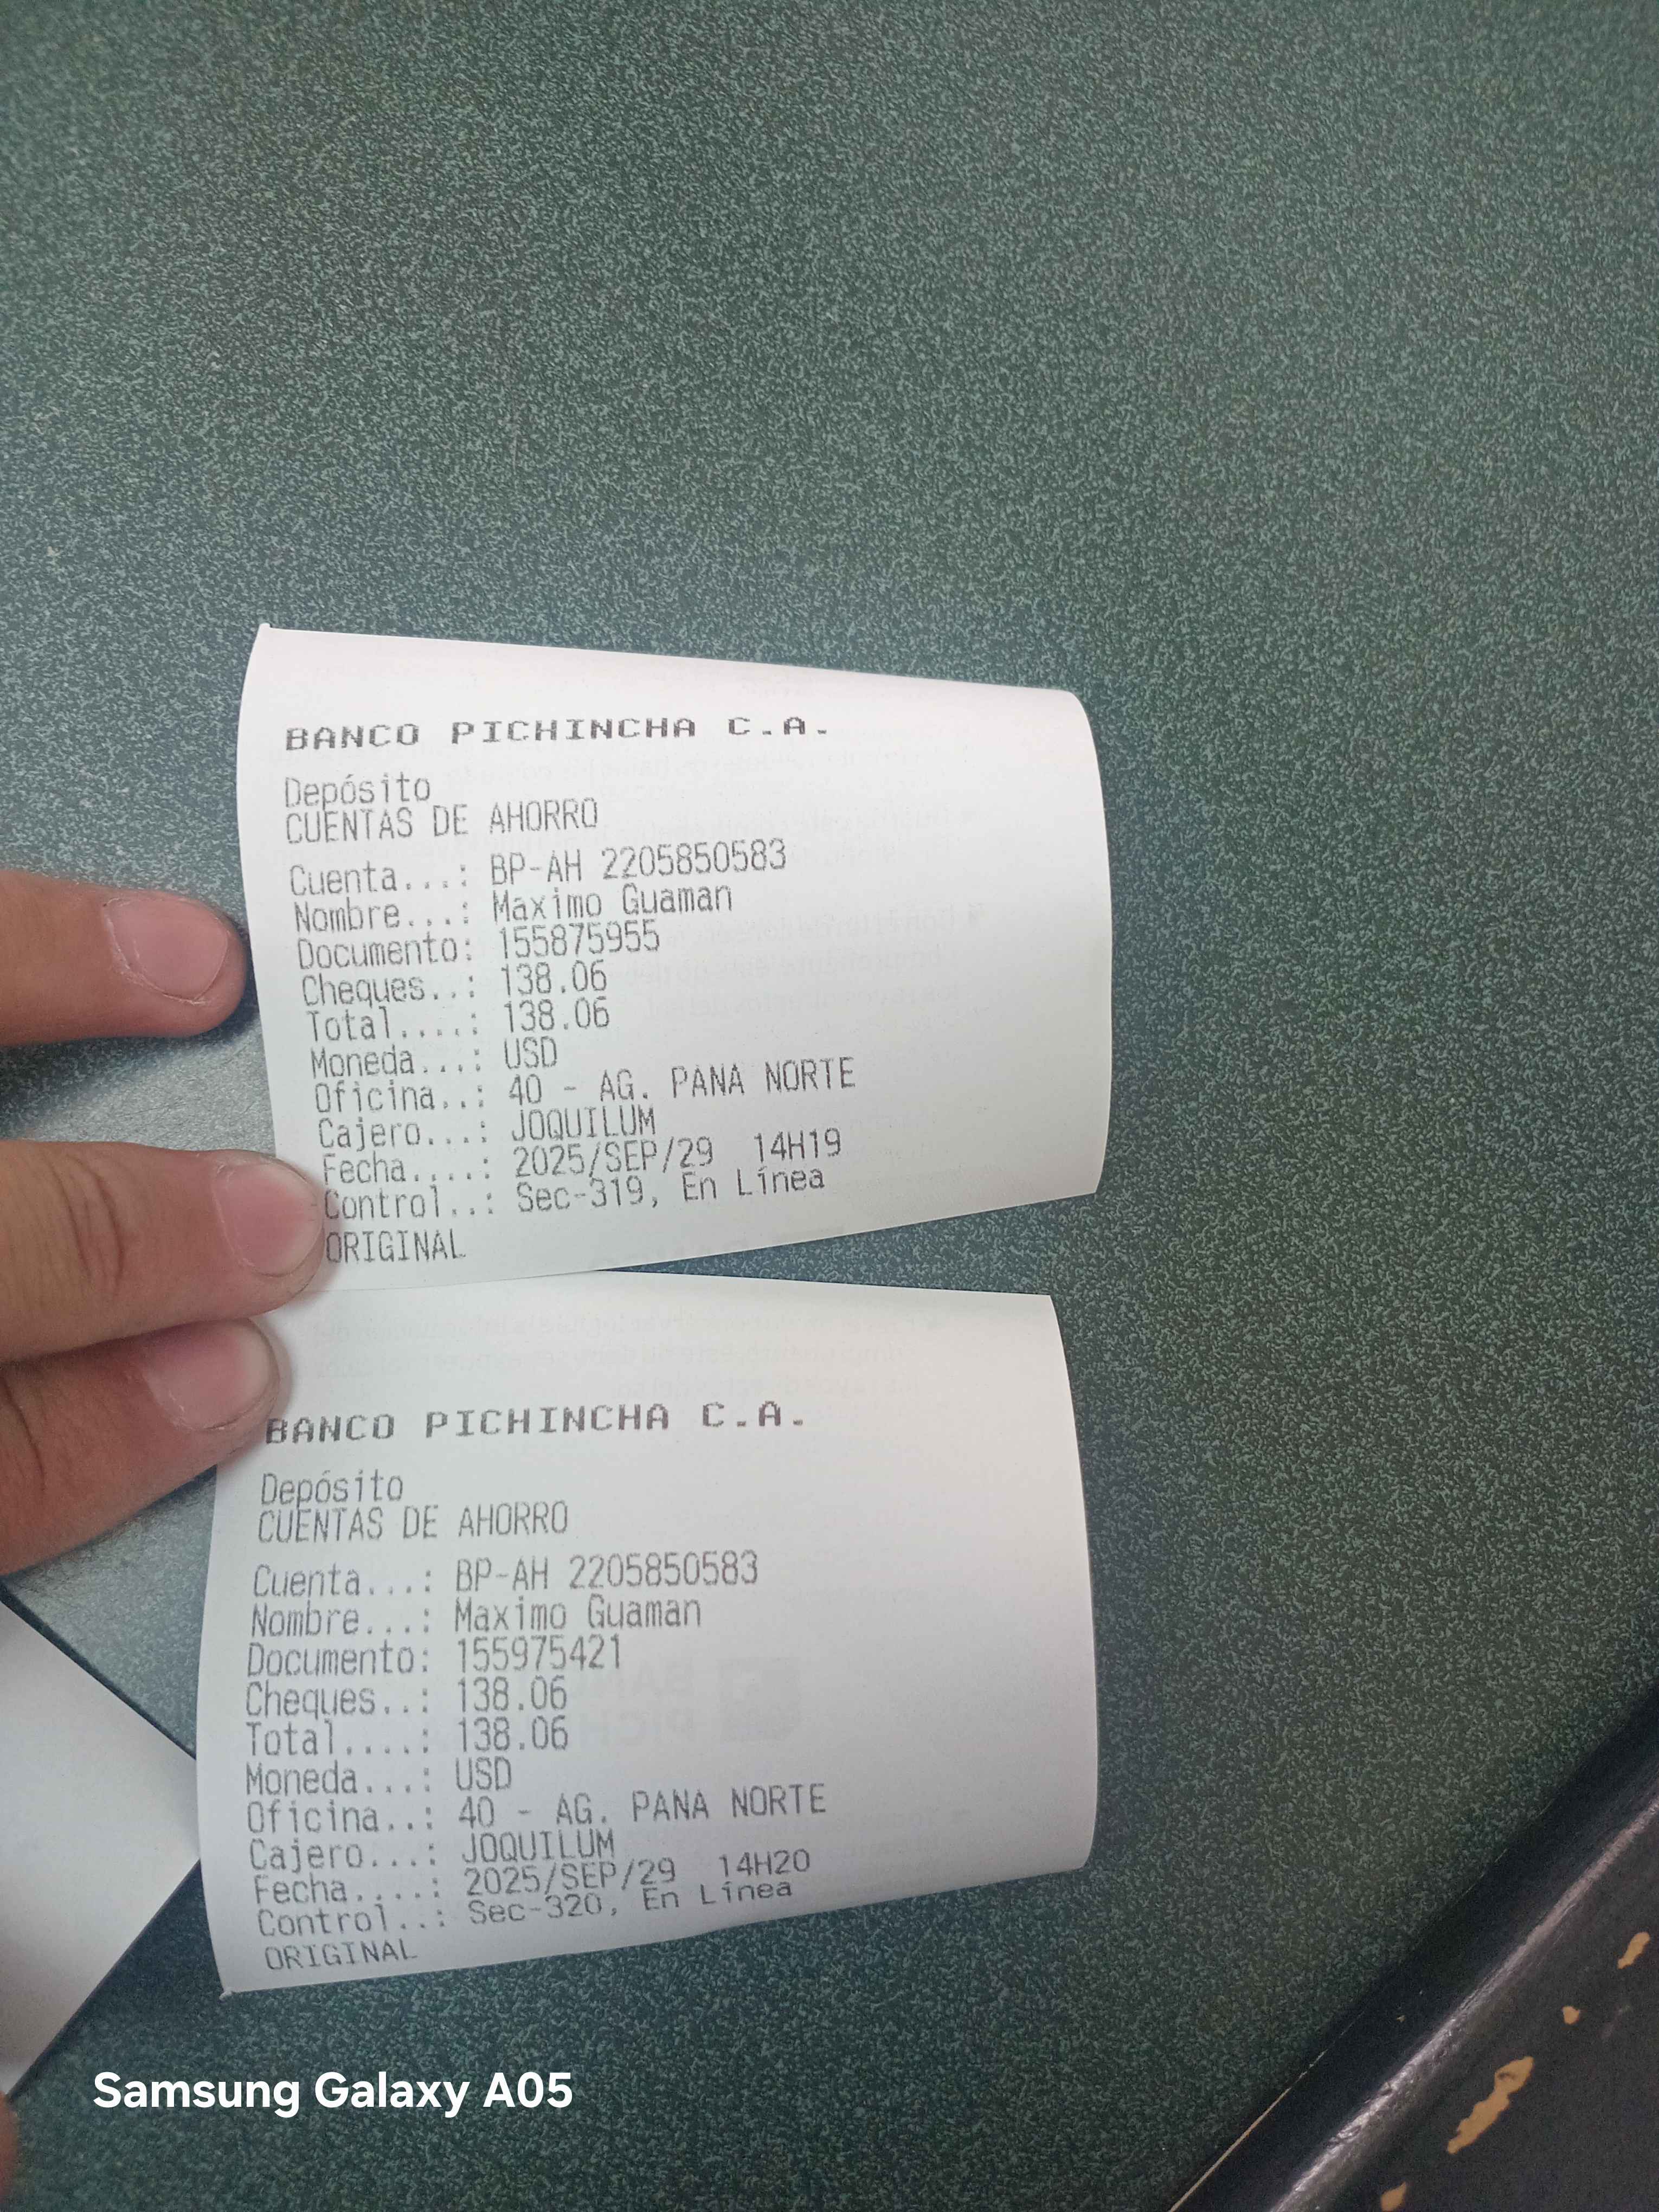 BANCO PICHINCHA C.A.
Depósito
CUENTAS DE AHORRO
Cuenta...: BP-AH 2205850583
Nombre...: Maximo Guaman
Documento: 155875955
Cheques..: 138.06
Total....: 138.06
Moneda...: USD
Oficina..: 40 - AG. PANA NORTE
Cajero...: JOQUILUM
Fecha....: 2025/SEP/29 14H19
Control..: Sec-319, En Línea
ORIGINAL
BANCO PICHINCHA C.A.
Depósito
CUENTAS DE AHORRO
Cuenta...: BP-AH 2205850583
Nombre...: Maximo Guaman
Documento: 155975421
Cheques..: 138.06
Total....: 138.06
Moneda...: USD
Oficina..: 40 - AG. PANA NORTE
Cajero...: JOQUILUM
Fecha....: 2025/SEP/29 14H20
Control..: Sec-320, En Línea
ORIGINAL
Samsung Galaxy A05